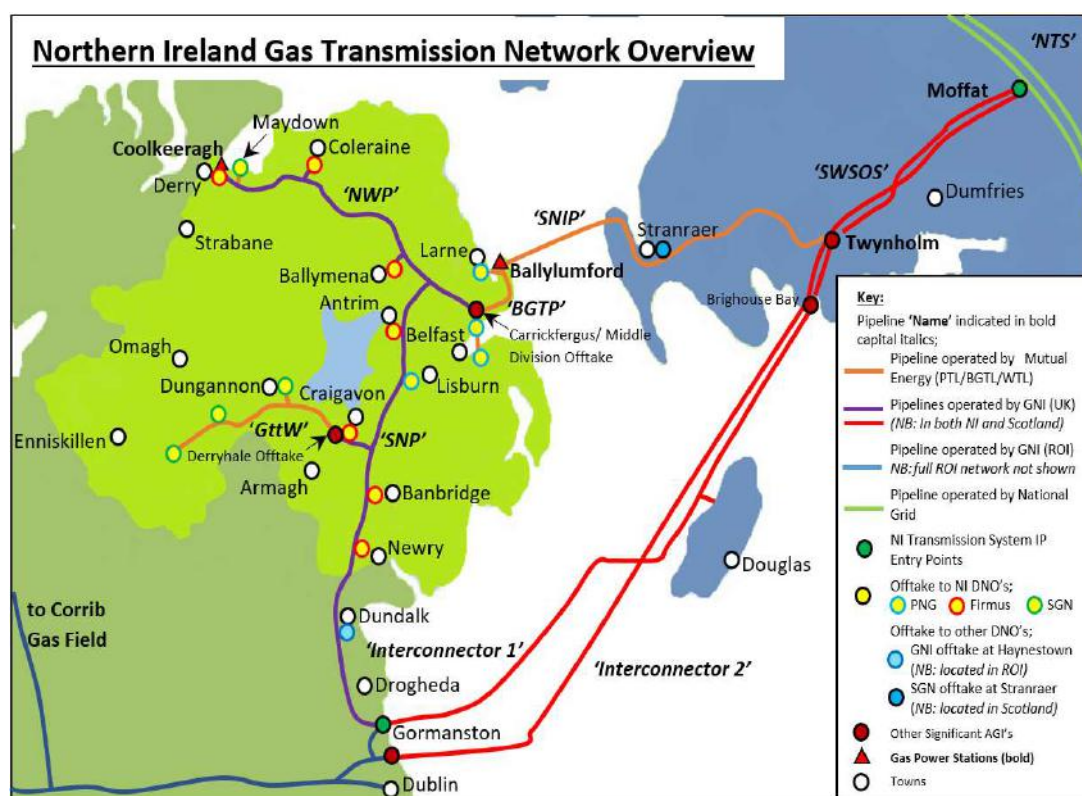 Northern Ireland Gas Transmission Network Overview
'NTS'
Moffat
Maydown
Coolkeeragh
Coleraine
Derry
'NWP'
'SWSOS'
Dumfries
Strabane
'SNIP'
Stranraer
Larne
Twynholm
Ballymena
Ballylumford
Antrim
'BGTP'
Brighouse Bay
Belfast
Carrickfergus/ Middle
Division Offtake
Omagh
Dungannon
Craigavon
Lisburn
Enniskillen
'GttW'
'SNP'
Derryhale Offtake
Armagh
Banbridge
Newry
Douglas
to Corrib
Gas Field
Dundalk
'Interconnector 1'
'Interconnector 2'
Drogheda
Gormanston
Dublin
Key:
Pipeline 'Name' indicated in bold
capital Italics;
Pipeline operated by Mutual
Energy (PTL/BGTL/WTL)
Pipelines operated by GNI (UK)
(NB: In both NI and Scotland)
Pipeline operated by GNI (ROI)
NB: full ROI network not shown
Pipeline operated by National
Grid
NI Transmission System IP
Entry Points
Offtake to NI DNO's;
PNG Firmus SGN
Offtake to other DNO's;
GNI offtake at Haynestown
(NB: located in ROI)
SGN offtake at Stranraer
(NB: located in Scotland)
Other Significant AGI's
Gas Power Stations (bold)
Towns